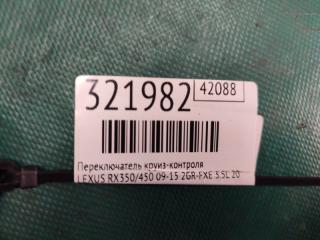 321982
42088
Переключатель круиз-контроля
LEXUS RX350/450 09-15 2GR-FXE 3.5L 20